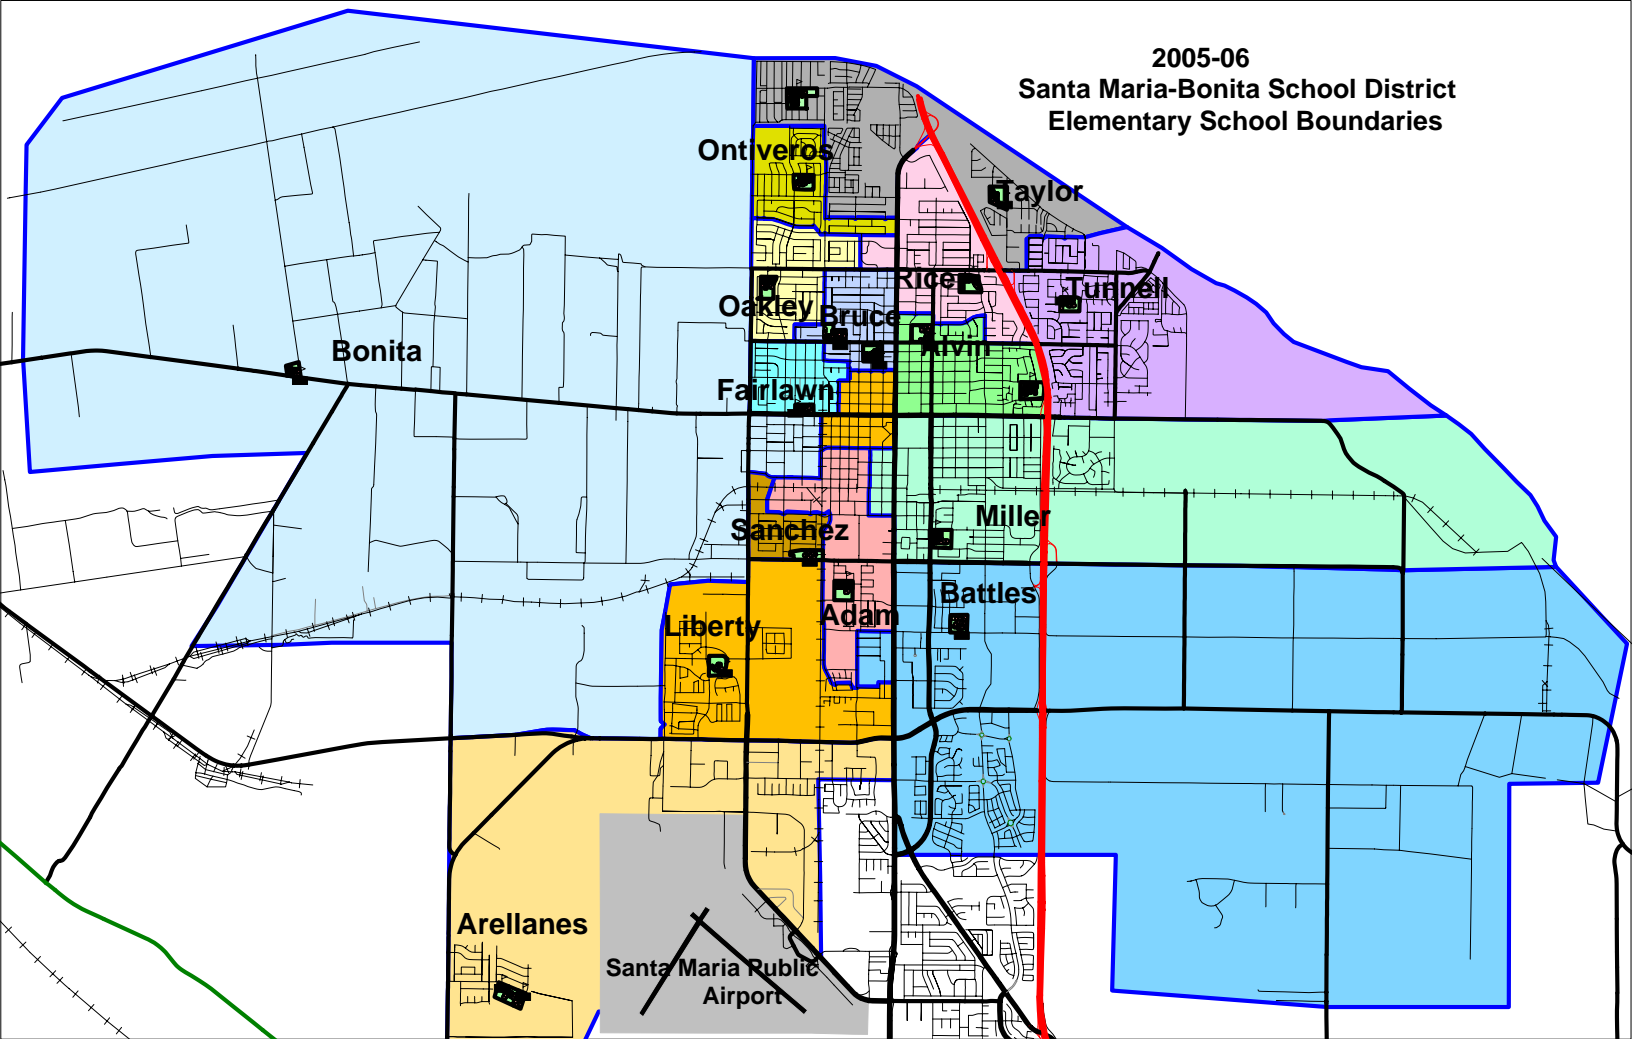 2005-06
Santa Maria-Bonita School District
Elementary School Boundaries
Ontiveros
Taylor
Rice
Tunnell
Oakley
Bruce
Alvin
Bonita
Fairlawn
Miller
Sanchez
Battles
Adam
Liberty
Arellanes
Santa Maria Public
Airport